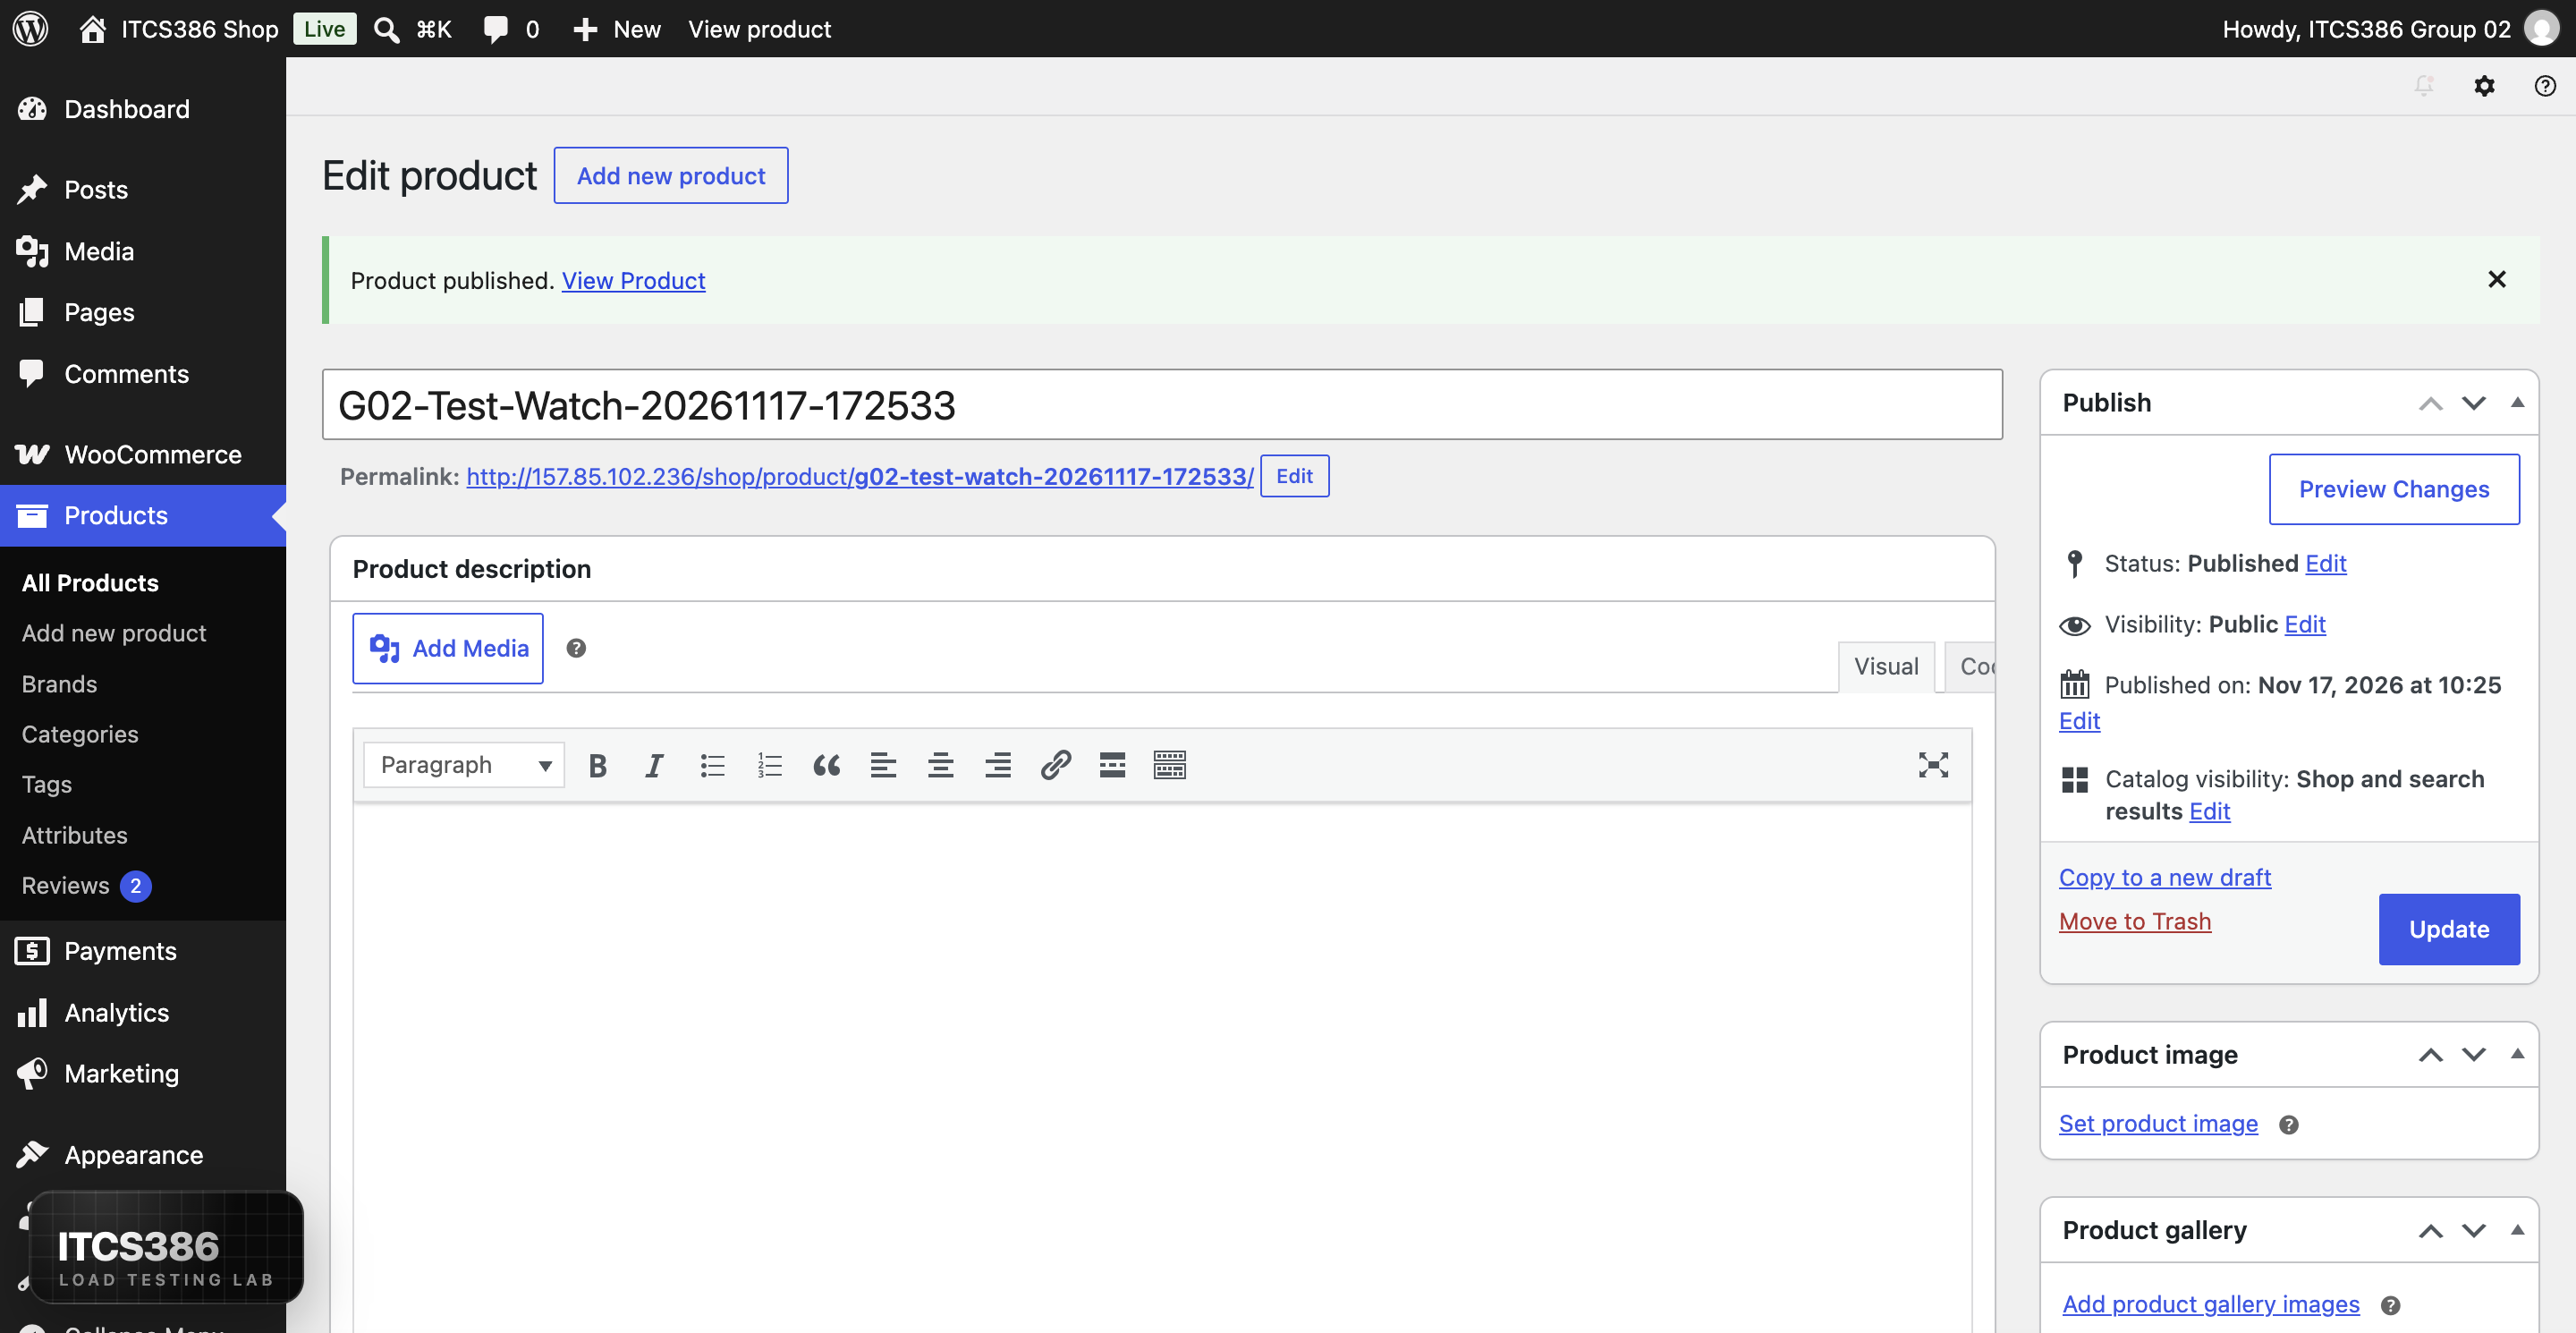 ITCS386 Shop Live ⌘K 0 New View product Howdy, ITCS386 Group 02
Dashboard
Posts
Media
Pages
Comments
WooCommerce
Products
All Products
Add new product
Brands
Categories
Tags
Attributes
Reviews 2
Payments
Analytics
Marketing
Appearance
ITCS386
LOAD TESTING LAB
Edit product Add new product
Product published. View Product
G02-Test-Watch-20261117-172533
Permalink: http://157.85.102.236/shop/product/g02-test-watch-20261117-172533/ Edit
Product description
Add Media
Visual
Paragraph
Publish
Preview Changes
Status: Published Edit
Visibility: Public Edit
Published on: Nov 17, 2026 at 10:25
Edit
Catalog visibility: Shop and search
results Edit
Copy to a new draft
Move to Trash
Update
Product image
Set product image
Product gallery
Add product gallery images